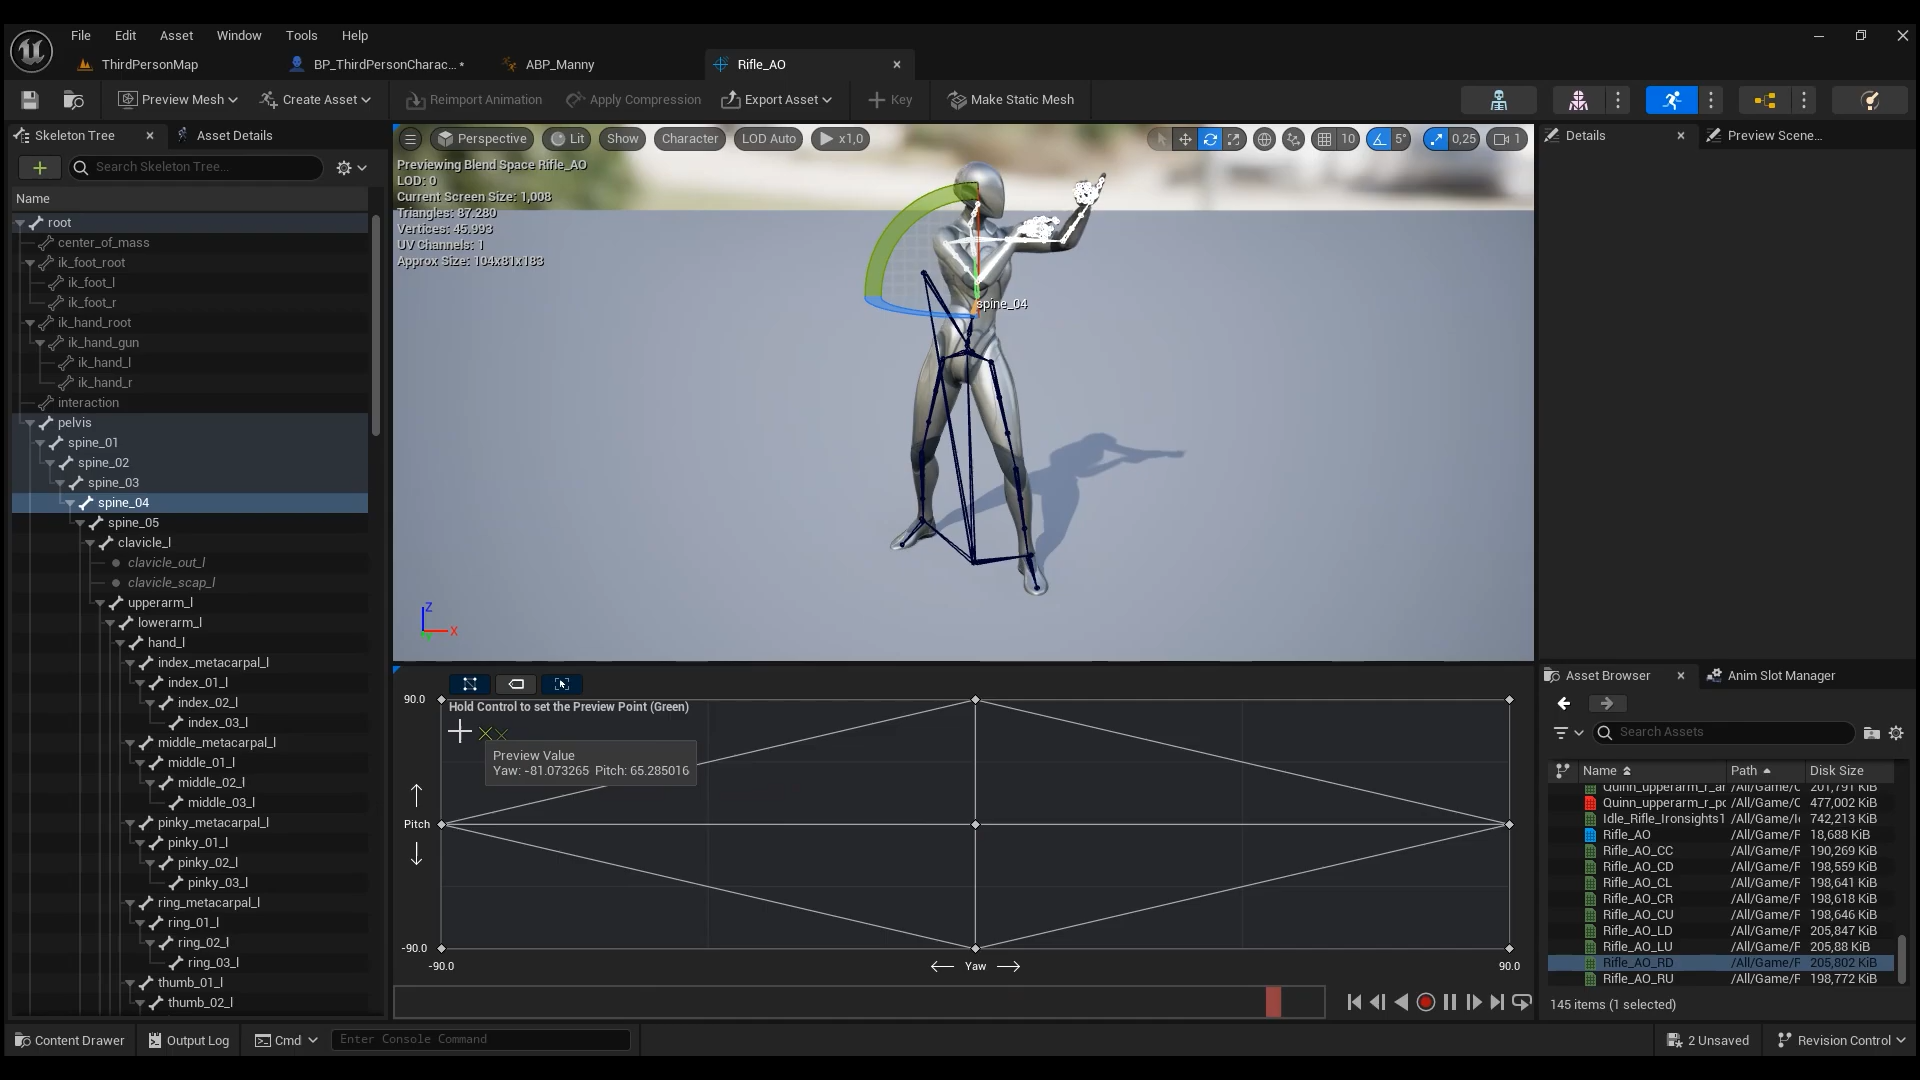 File Edit Asset Window Tools Help
ThirdPersonMap BP_ThirdPersonCharac... * ABP_Manny Rifle_AO
Preview Mesh Create Asset Reimport Animation Apply Compression Export Asset Key Make Static Mesh
Skeleton Tree Asset Details
Search Skeleton Tree...
Name
root
center_of_mass
ik_foot_root
ik_foot_l
ik_foot_r
ik_hand_root
ik_hand_gun
ik_hand_l
ik_hand_r
interaction
pelvis
spine_01
spine_02
spine_03
spine_04
spine_05
clavicle_l
clavicle_out_l
clavicle_scap_l
upperarm_l
lowerarm_l
hand_l
index_metacarpal_l
index_01_l
index_02_l
index_03_l
middle_metacarpal_l
middle_01_l
middle_02_l
middle_03_l
pinky_metacarpal_l
pinky_01_l
pinky_02_l
pinky_03_l
ring_metacarpal_l
ring_01_l
ring_02_l
ring_03_l
thumb_01_l
thumb_02_l
Perspective Lit Show Character LOD Auto x1,0 10 5° 0,25 1
Previewing Blend Space Rifle_AO
LOD: 0
Current Screen Size: 1,008
Triangles: 87.280
Vertices: 45.993
UV Channels: 1
Approx Size: 104x81x183
spine_04
Z
X
90.0
Hold Control to set the Preview Point (Green)
Preview Value
Yaw: -81.073265 Pitch: 65.285016
Pitch
-90.0
-90.0 Yaw 90.0
Details Preview Scene...
Asset Browser Anim Slot Manager
Search Assets
Name Path Disk Size
Quinn_upperarm_r_ar /All/Game/C 201,791 KiB
Quinn_upperarm_r_po /All/Game/C 477,002 KiB
Idle_Rifle_Ironsights1 /All/Game/I 742,213 KiB
Rifle_AO /All/Game/F 18,688 KiB
Rifle_AO_CC /All/Game/F 190,269 KiB
Rifle_AO_CD /All/Game/F 198,559 KiB
Rifle_AO_CL /All/Game/F 198,641 KiB
Rifle_AO_CR /All/Game/F 198,618 KiB
Rifle_AO_CU /All/Game/F 198,646 KiB
Rifle_AO_LD /All/Game/F 205,847 KiB
Rifle_AO_LU /All/Game/F 205,88 KiB
Rifle_AO_RD /All/Game/F 205,802 KiB
Rifle_AO_RU /All/Game/F 198,772 KiB
145 items (1 selected)
Content Drawer Output Log Cmd Enter Console Command 2 Unsaved Revision Control